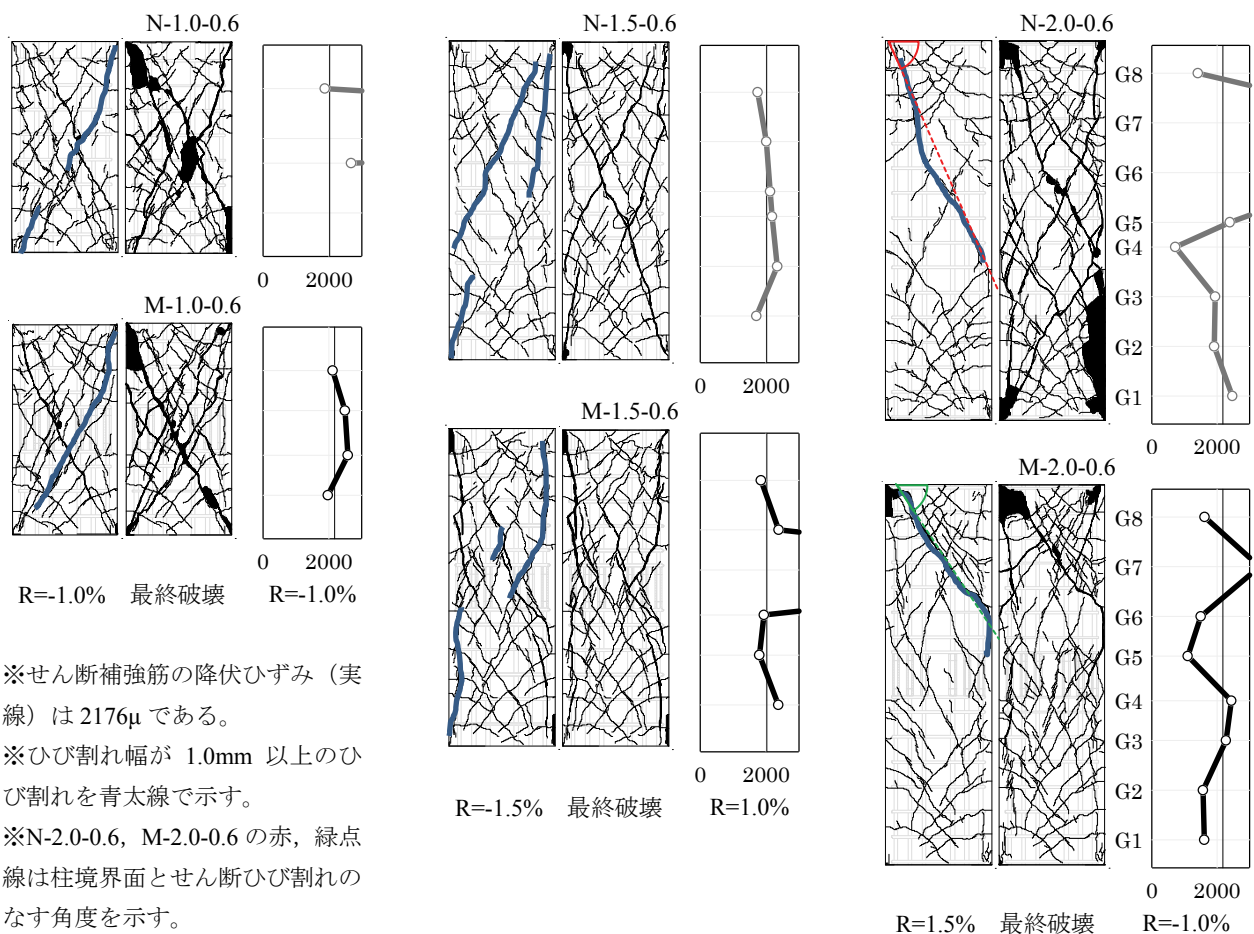 N-1.0-0.6
0 2000
M-1.0-0.6
0 2000
R=-1.0% 最終破壊 R=-1.0%
※せん断補強筋の降伏ひずみ（実
線）は 2176μ である。
※ひび割れ幅が 1.0mm 以上のひ
び割れを青太線で示す。
※N-2.0-0.6，M-2.0-0.6 の赤，緑点
線は柱境界面とせん断ひび割れの
なす角度を示す。
N-1.5-0.6
0 2000
M-1.5-0.6
0 2000
R=-1.5% 最終破壊 R=1.0%
N-2.0-0.6
G8
G7
G6
G5
G4
G3
G2
G1
0 2000
M-2.0-0.6
G8
G7
G6
G5
G4
G3
G2
G1
0 2000
R=1.5% 最終破壊 R=-1.0%